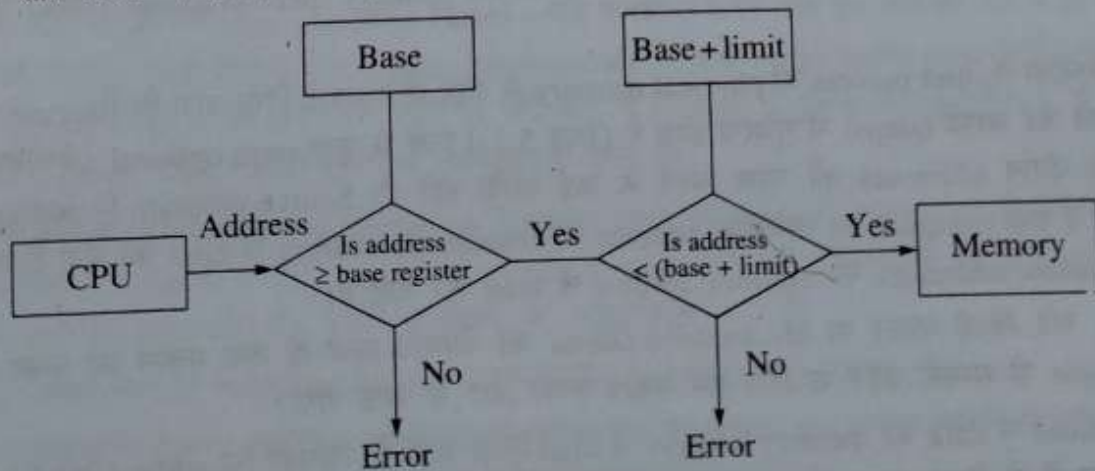 Base
Base + limit
Address
CPU
Is address
≥ base register
Yes
Is address
< (base + limit)
Yes
Memory
No
No
Error
Error